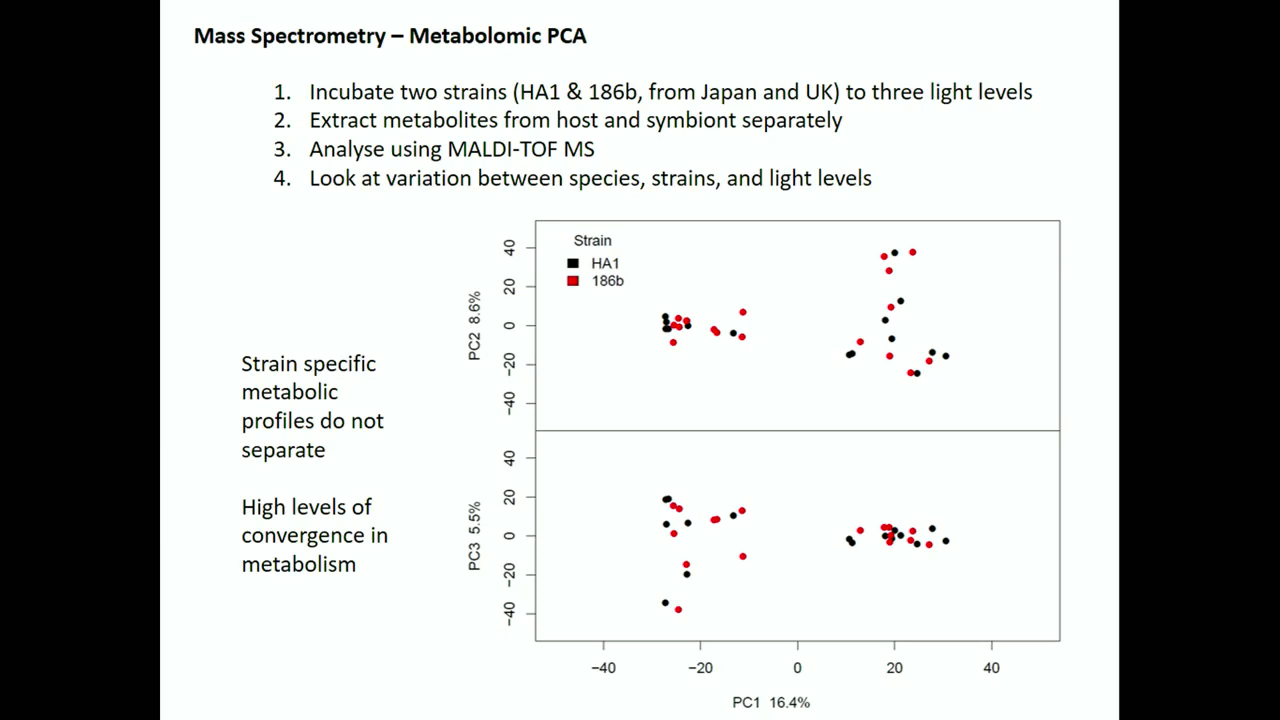 Mass Spectrometry – Metabolomic PCA
1. Incubate two strains (HA1 & 186b, from Japan and UK) to three light levels
2. Extract metabolites from host and symbiont separately
3. Analyse using MALDI-TOF MS
4. Look at variation between species, strains, and light levels
Strain specific
metabolic
profiles do not
separate
High levels of
convergence in
metabolism
Strain
HA1
186b
PC2 8.6%
40
20
0
−20
−40
PC3 5.5%
40
20
0
−20
−40
−40 −20 0 20 40
PC1 16.4%